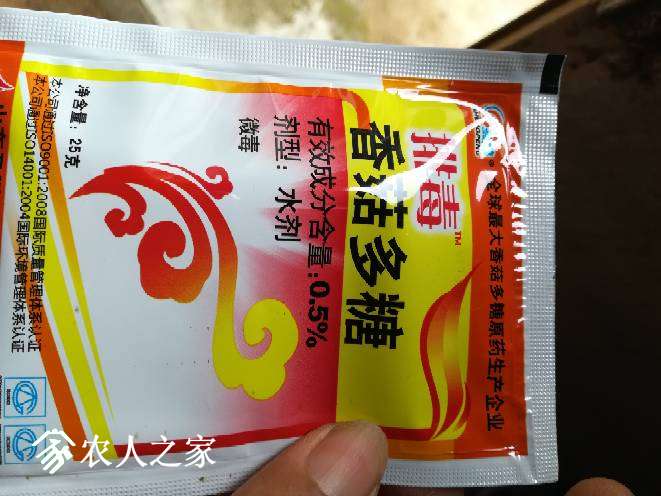 全球最大香菇多糖原药生产企业
香菇多糖
有效成分含量:0.5%
剂型：水剂
微毒
净含量：25克
本公司通过ISO9001:2008国际质量管理体系认证
本公司通过ISO14001:2004国际环境管理体系认证
农人之家